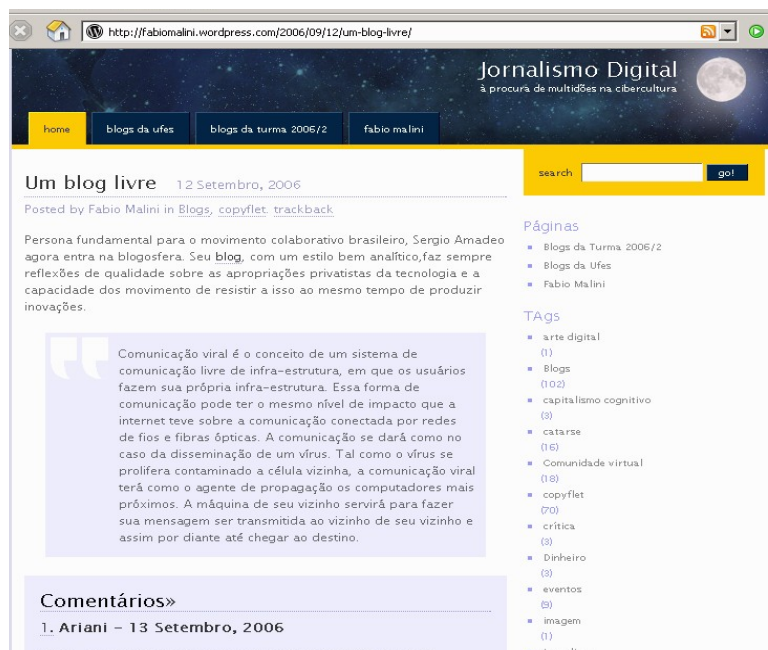 http://fabiomalini.wordpress.com/2006/09/12/um-blog-livre/
Jornalismo Digital
à procura de multidões na cibercultura
home
blogs da ufes
blogs da turma 2006/2
fabio malini
Um blog livre 12 Setembro, 2006
Posted by Fabio Malini in Blogs, copyflet. trackback
Persona fundamental para o movimento colaborativo brasileiro, Sergio Amadeo
agora entra na blogosfera. Seu blog, com um estilo bem analítico,faz sempre
reflexões de qualidade sobre as apropriações privatistas da tecnologia e a
capacidade dos movimento de resistir a isso ao mesmo tempo de produzir
inovações.
Comunicação viral é o conceito de um sistema de
comunicação livre de infra-estrutura, em que os usuários
fazem sua própria infra-estrutura. Essa forma de
comunicação pode ter o mesmo nível de impacto que a
internet teve sobre a comunicação conectada por redes
de fios e fibras ópticas. A comunicação se dará como no
caso da disseminação de um vírus. Tal como o vírus se
prolifera contaminado a célula vizinha, a comunicação viral
terá como o agente de propagação os computadores mais
próximos. A máquina de seu vizinho servirá para fazer
sua mensagem ser transmitida ao vizinho de seu vizinho e
assim por diante até chegar ao destino.
Comentários»
1. Ariani – 13 Setembro, 2006
search
go!
Páginas
Blogs da Turma 2006/2
Blogs da Ufes
Fabio Malini
TAgs
arte digital
(1)
Blogs
(102)
capitalismo cognitivo
(3)
catarse
(16)
Comunidade virtual
(18)
copyflet
(70)
crítica
(3)
Dinheiro
(3)
eventos
(9)
imagem
(1)